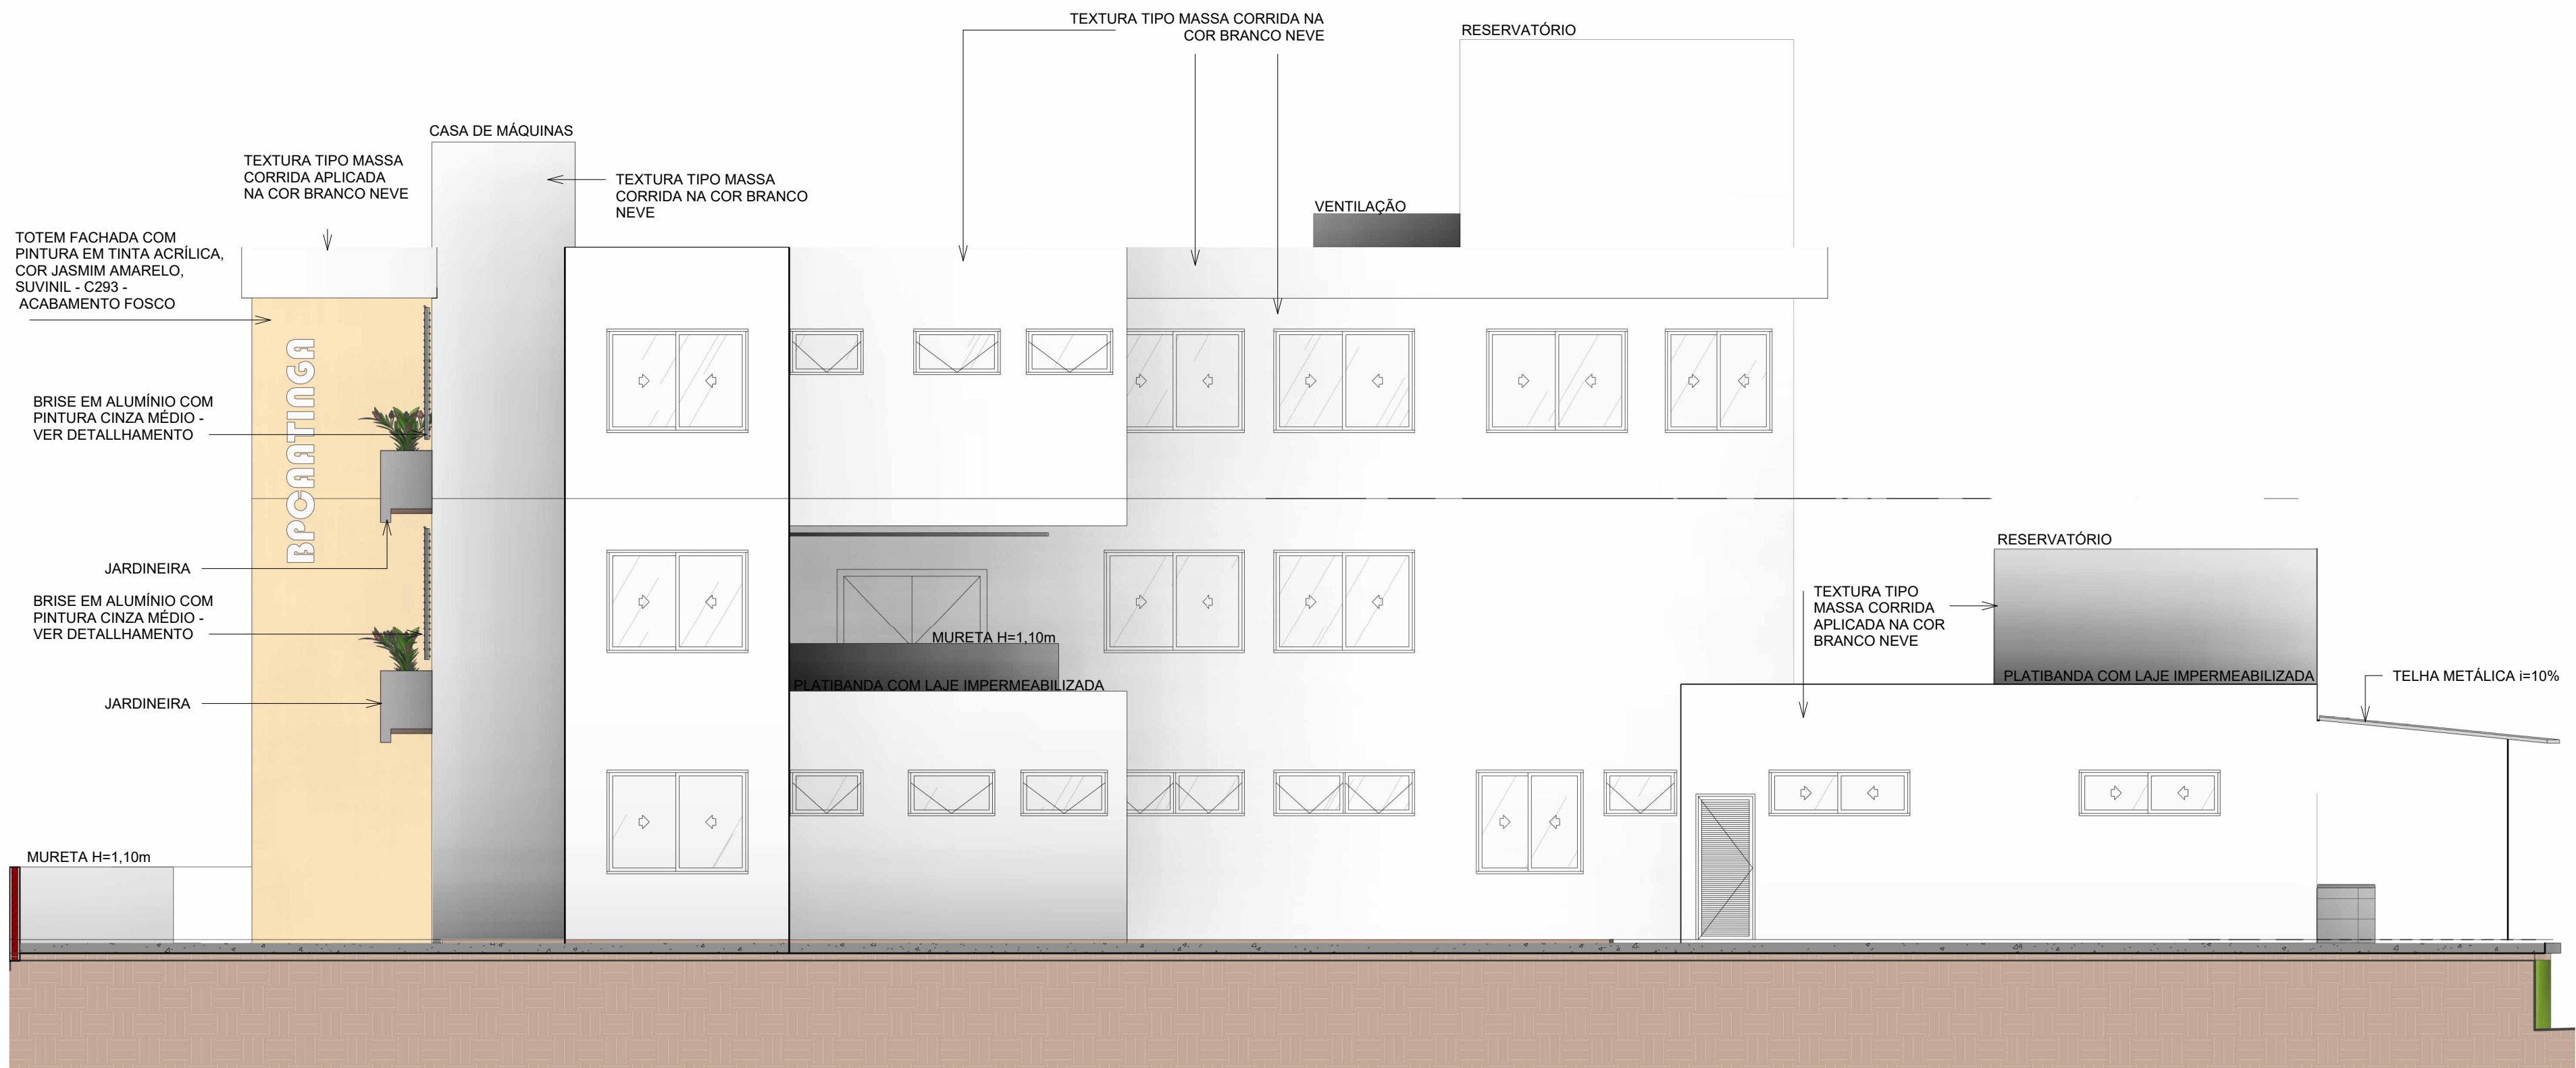 TEXTURA TIPO MASSA CORRIDA NA
COR BRANCO NEVE
RESERVATÓRIO
CASA DE MÁQUINAS
TEXTURA TIPO MASSA
CORRIDA APLICADA
NA COR BRANCO NEVE
TEXTURA TIPO MASSA
CORRIDA NA COR BRANCO
NEVE
VENTILAÇÃO
TOTEM FACHADA COM
PINTURA EM TINTA ACRÍLICA,
COR JASMIM AMARELO,
SUVINIL - C293 -
ACABAMENTO FOSCO
BPCAATINGA
BRISE EM ALUMÍNIO COM
PINTURA CINZA MÉDIO -
VER DETALLHAMENTO
JARDINEIRA
BRISE EM ALUMÍNIO COM
PINTURA CINZA MÉDIO -
VER DETALLHAMENTO
JARDINEIRA
MURETA H=1,10m
PLATIBANDA COM LAJE IMPERMEABILIZADA
RESERVATÓRIO
TEXTURA TIPO
MASSA CORRIDA
APLICADA NA COR
BRANCO NEVE
PLATIBANDA COM LAJE IMPERMEABILIZADA
TELHA METÁLICA i=10%
MURETA H=1,10m